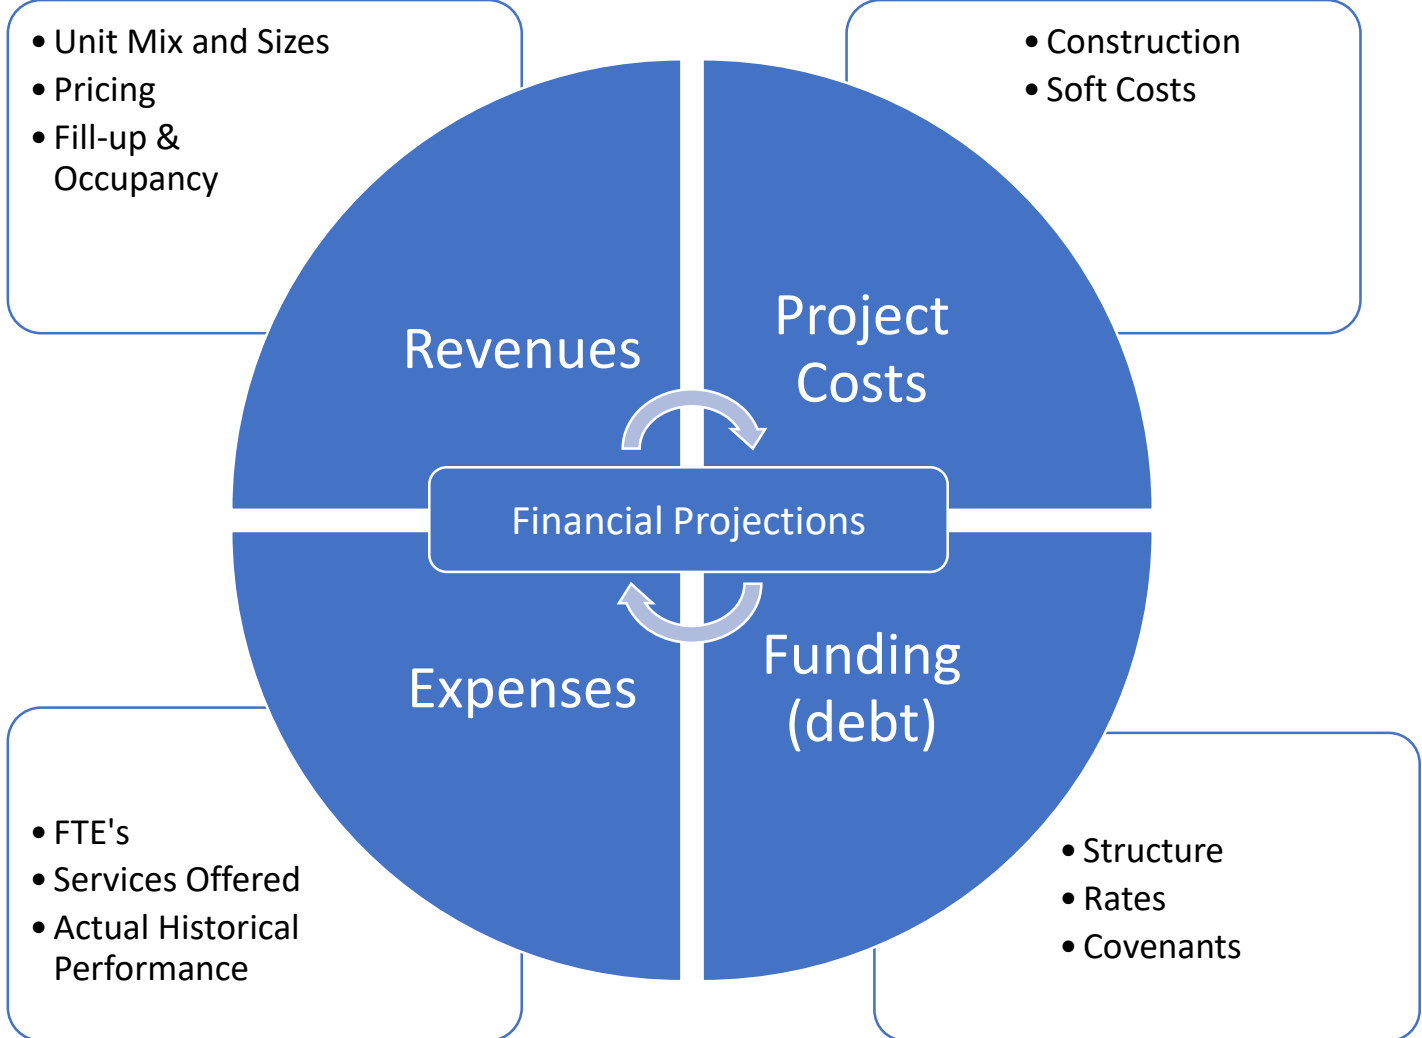 • Unit Mix and Sizes
• Pricing
• Fill-up &
Occupancy
• Construction
• Soft Costs
Revenues
Project
Costs
Financial Projections
Expenses
Funding
(debt)
• FTE's
• Services Offered
• Actual Historical
Performance
• Structure
• Rates
• Covenants